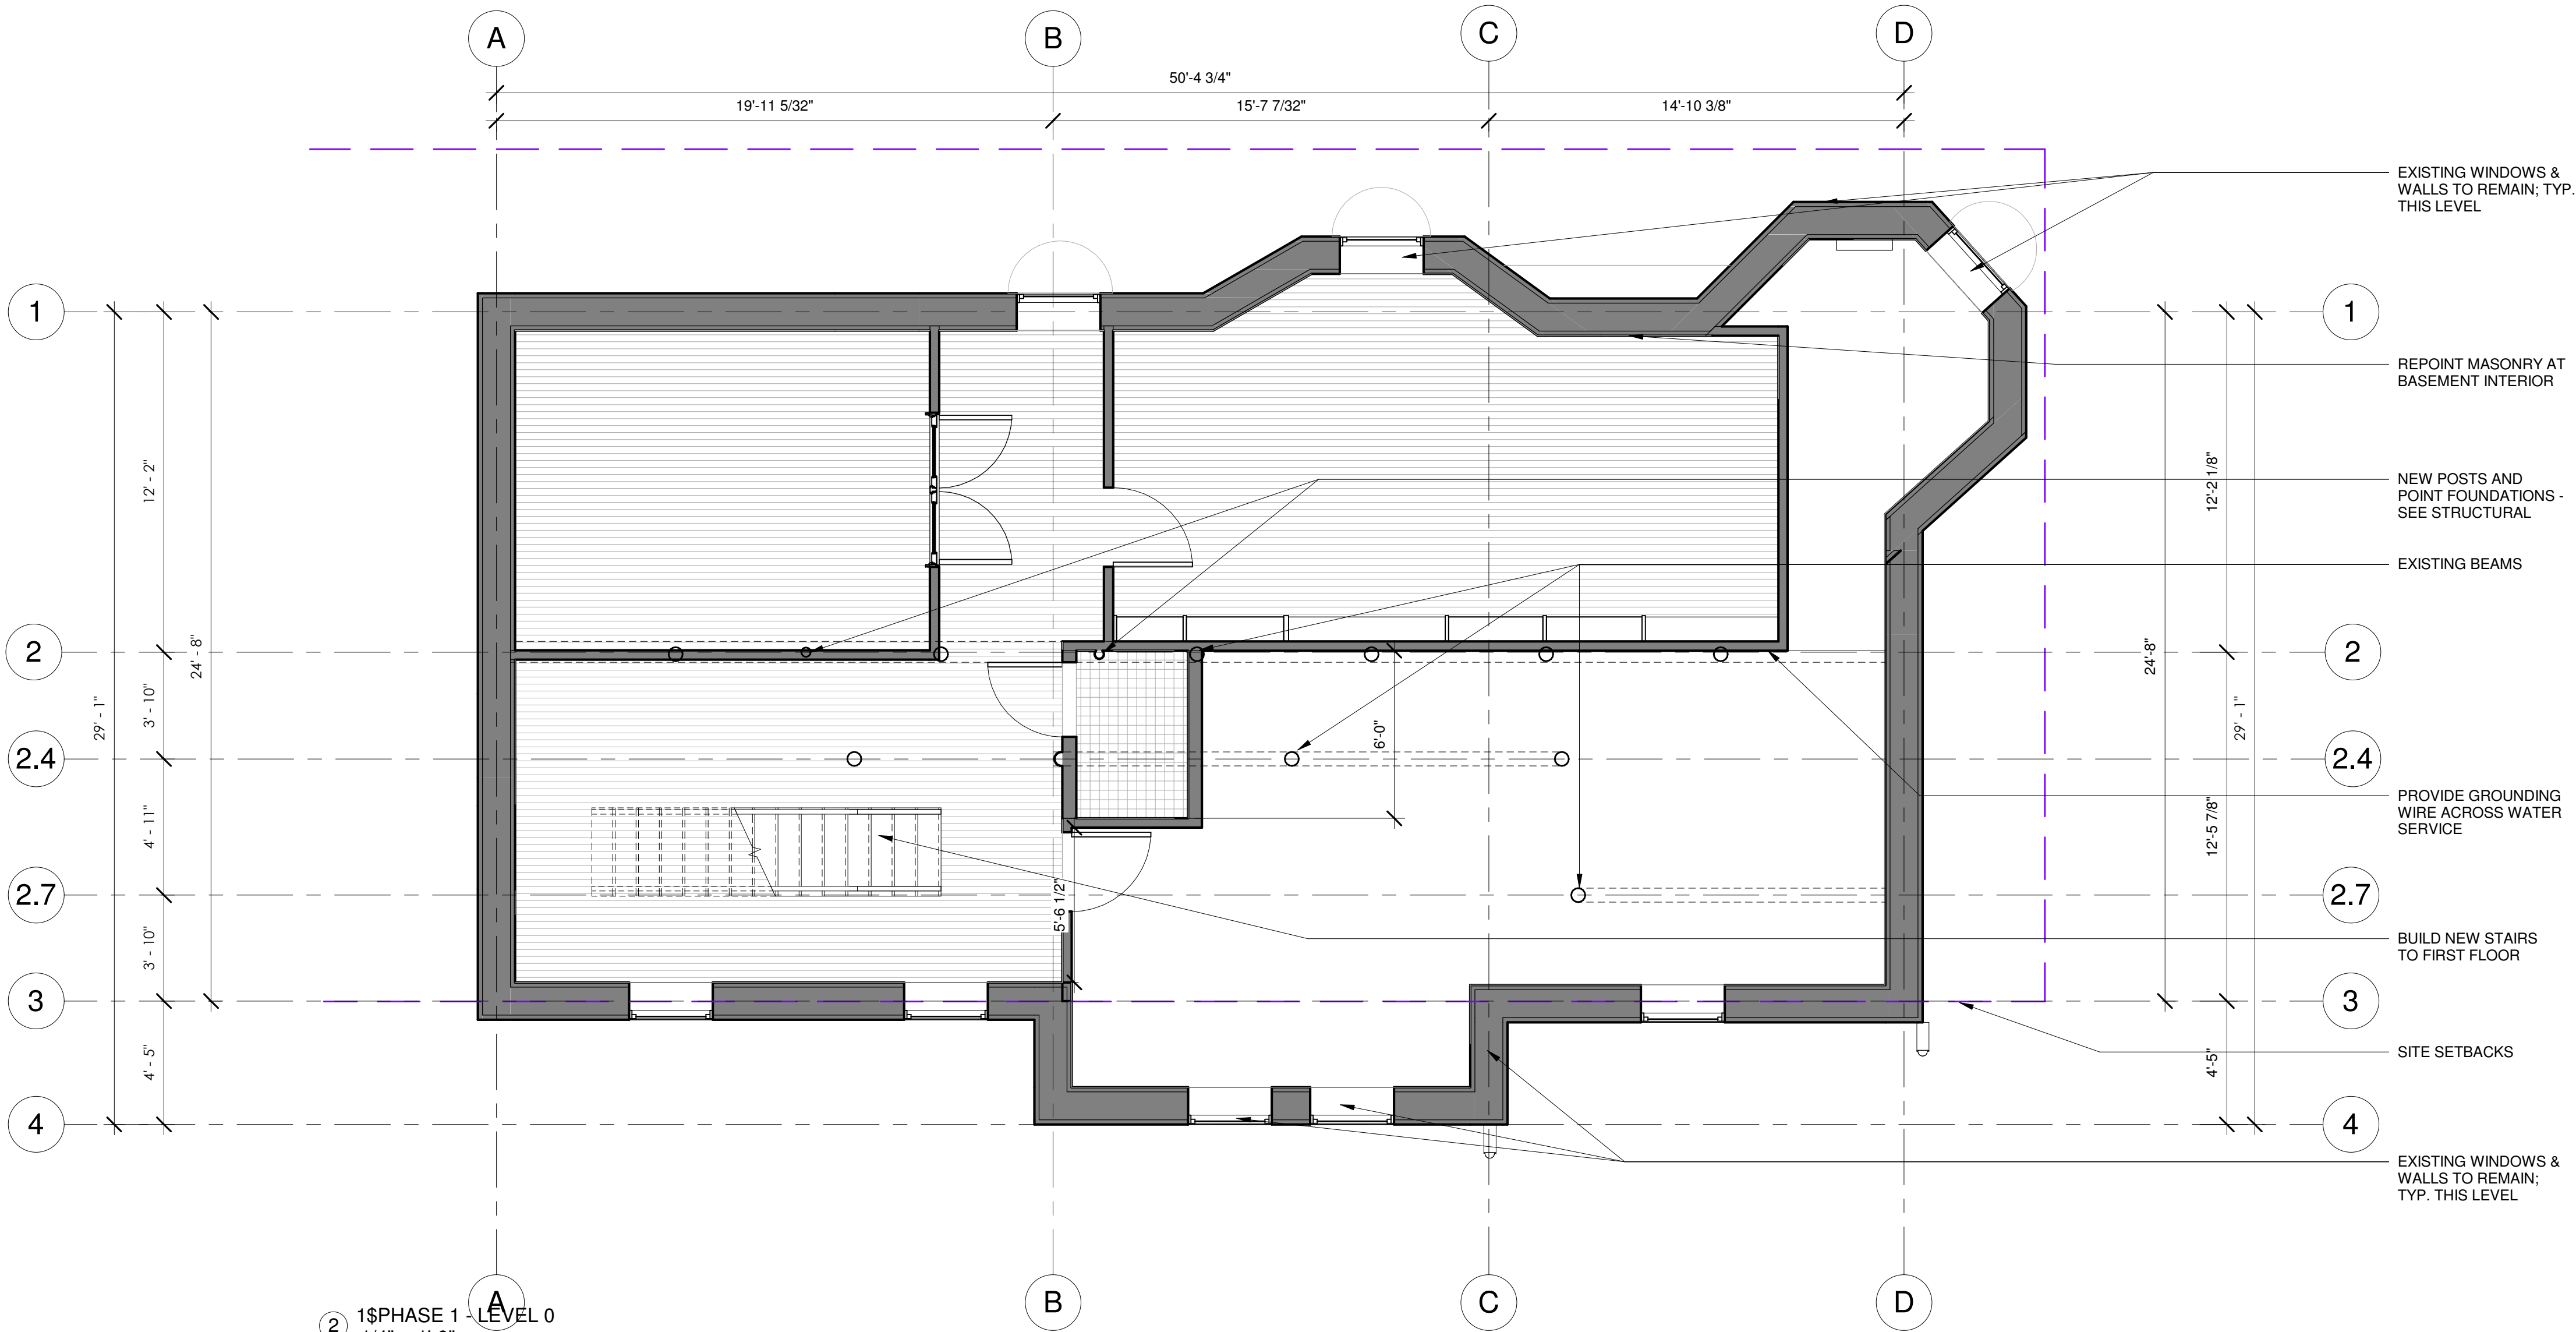 A
B
C
D
50'-4 3/4"
19'-11 5/32"
15'-7 7/32"
14'-10 3/8"
EXISTING WINDOWS &
WALLS TO REMAIN; TYP.
THIS LEVEL
1
1
REPOINT MASONRY AT
BASEMENT INTERIOR
12' - 2"
12'-2 1/8"
NEW POSTS AND
POINT FOUNDATIONS -
SEE STRUCTURAL
EXISTING BEAMS
2
2
24' - 8"
24'-8"
29' - 1"
3' - 10"
6'-0"
29' - 1"
2.4
2.4
PROVIDE GROUNDING
WIRE ACROSS WATER
SERVICE
4' - 11"
12'-5 7/8"
2.7
2.7
5'-6 1/2"
3' - 10"
BUILD NEW STAIRS
TO FIRST FLOOR
3
3
4' - 5"
4'-5"
SITE SETBACKS
4
4
EXISTING WINDOWS &
WALLS TO REMAIN;
TYP. THIS LEVEL
A
B
C
D
2
1$PHASE 1 - LEVEL 0